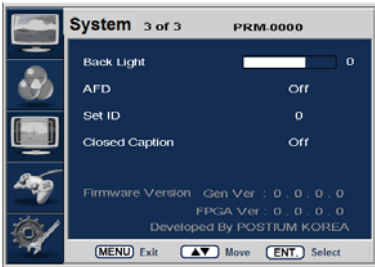 System 3 of 3 PRM-0000
Back Light 0
AFD Off
Set ID 0
Closed Caption Off
Firmware Version Gen Ver : 0 . 0 . 0 . 0
FPGA Ver : 0 . 0 . 0 . 0
Developed By POSTIUM KOREA
MENU Exit ▲▼ Move ENT. Select